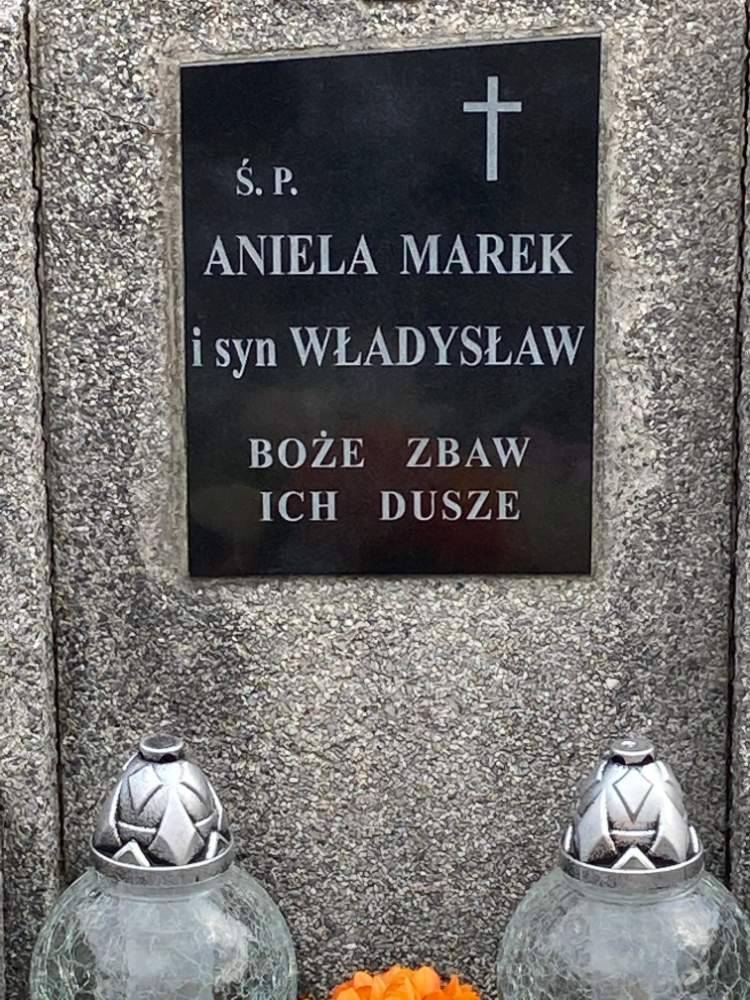 Ś. P.
ANIELA MAREK
i syn WŁADYSŁAW
BOŻE ZBAW
ICH DUSZE